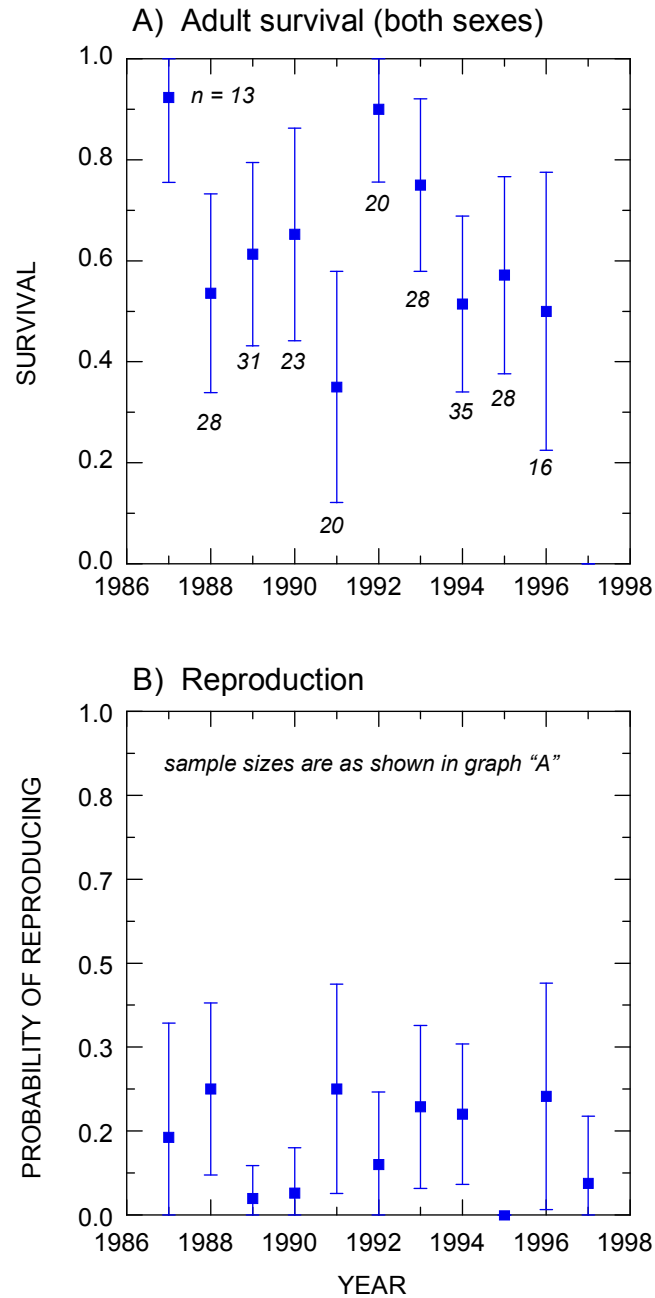 A) Adult survival (both sexes)
1.0
n = 13
0.8
20
28
0.6
SURVIVAL
31
23
0.4
28
35
28
16
0.2
20
0.0
1986 1988 1990 1992 1994 1996 1998
B) Reproduction
1.0
sample sizes are as shown in graph “A”
0.8
0.7
0.5
PROBABILITY OF REPRODUCING
0.3
0.2
0.0
1986 1988 1990 1992 1994 1996 1998
YEAR